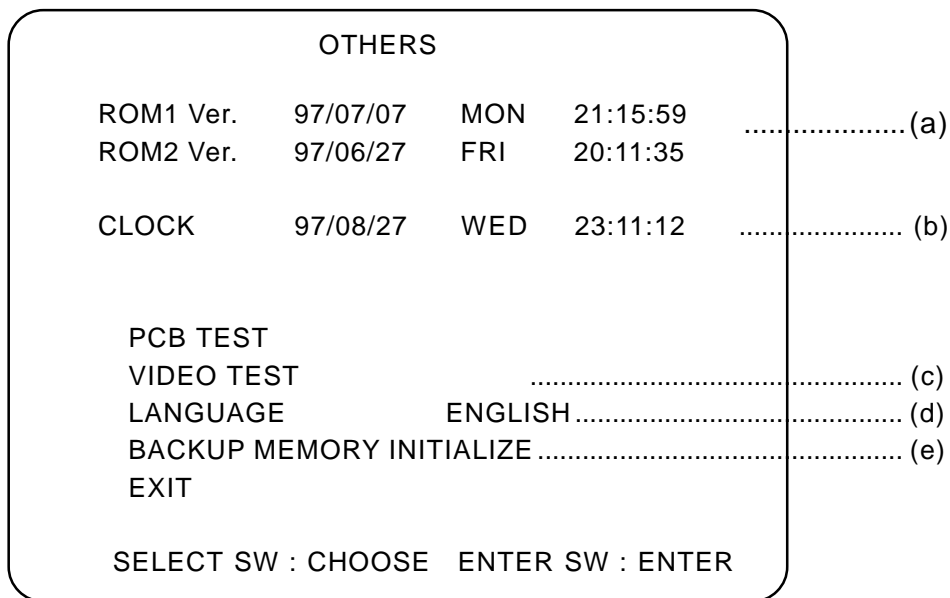 OTHERS
ROM1 Ver. 97/07/07 MON 21:15:59 ....................(a)
ROM2 Ver. 97/06/27 FRI 20:11:35
CLOCK 97/08/27 WED 23:11:12 ...................... (b)
PCB TEST
VIDEO TEST ............................................. (c)
LANGUAGE ENGLISH........................................ (d)
BACKUP MEMORY INITIALIZE............................................ (e)
EXIT
SELECT SW : CHOOSE ENTER SW : ENTER